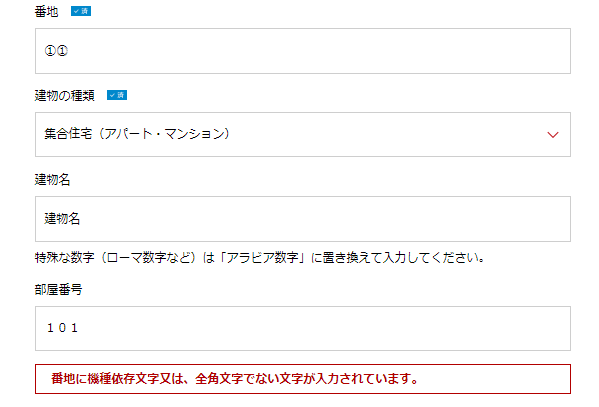 番地 ✓ 済
①①
建物の種類 ✓ 済
集合住宅（アパート・マンション）
建物名
建物名
特殊な数字（ローマ数字など）は「アラビア数字」に置き換えて入力してください。
部屋番号
１０１
番地に機種依存文字又は、全角文字でない文字が入力されています。